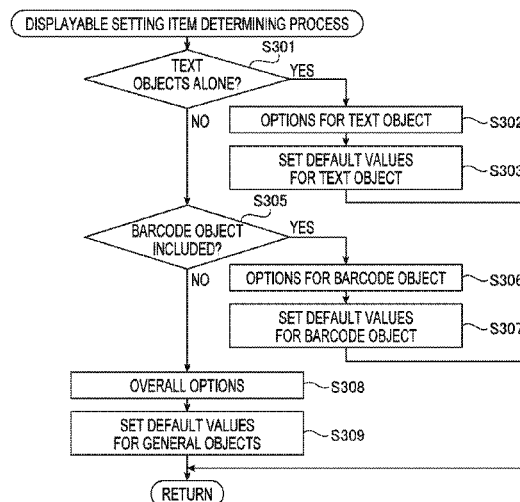 DISPLAYABLE SETTING ITEM DETERMINING PROCESS
S301
TEXT
OBJECTS ALONE?
YES
NO
OPTIONS FOR TEXT OBJECT
S302
SET DEFAULT VALUES
FOR TEXT OBJECT
S303
S305
BARCODE OBJECT
INCLUDED?
YES
NO
OPTIONS FOR BARCODE OBJECT
S306
SET DEFAULT VALUES
FOR BARCODE OBJECT
S307
OVERALL OPTIONS
S308
SET DEFAULT VALUES
FOR GENERAL OBJECTS
S309
RETURN